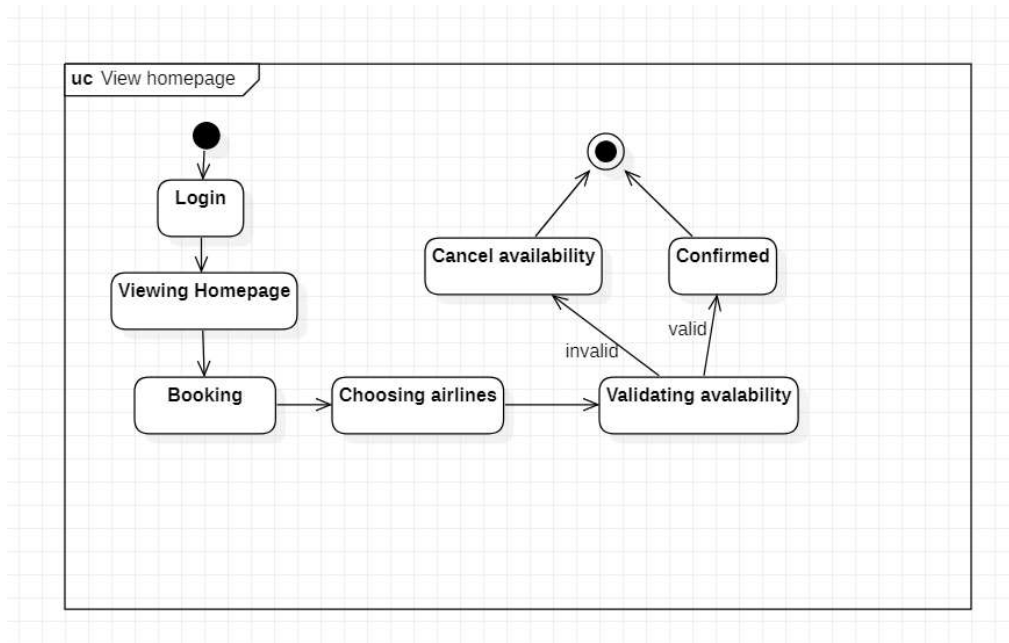 uc View homepage
Login
Cancel availability
Confirmed
Viewing Homepage
valid
invalid
Booking
Choosing airlines
Validating avalability